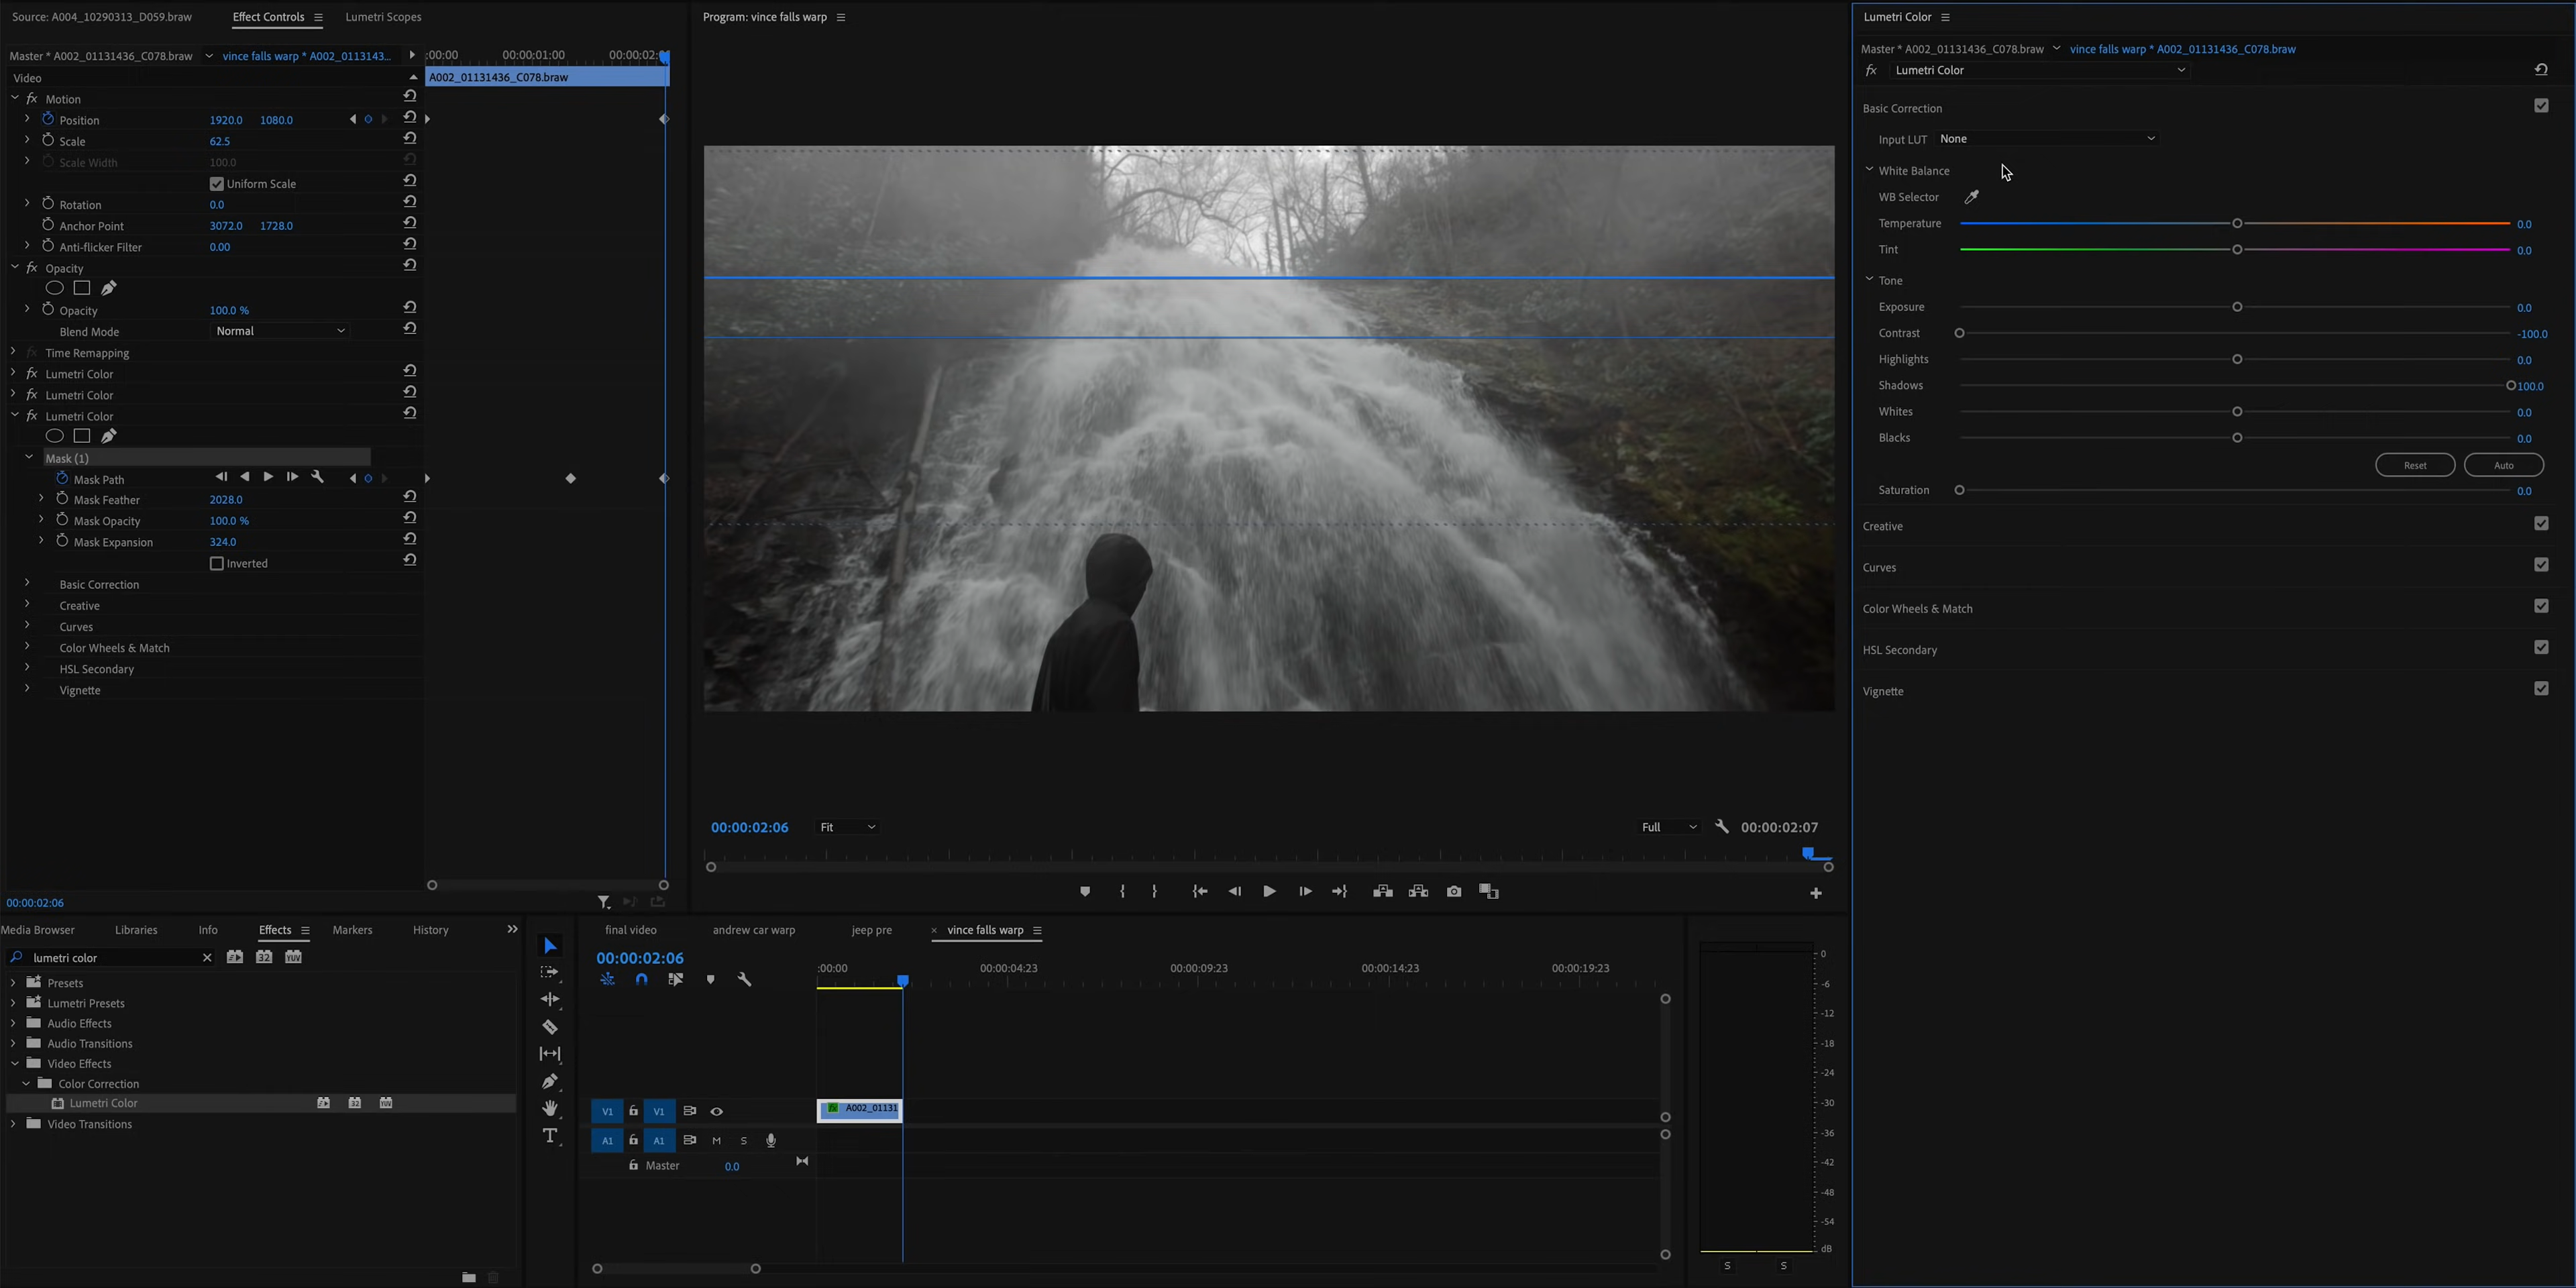 Source: A004_10290313_D059.braw
Effect Controls
Lumetri Scopes
Master * A002_01131436_C078.braw
vince falls warp * A002_0113143...
:00:00
00:00:01:00
00:00:02:
Video
A002_01131436_C078.braw
fx Motion
Position 1920.0 1080.0
Scale 62.5
Scale Width 100.0
Uniform Scale
Rotation 0.0
Anchor Point 3072.0 1728.0
Anti-flicker Filter 0.00
fx Opacity
Opacity 100.0 %
Blend Mode Normal
fx Time Remapping
fx Lumetri Color
fx Lumetri Color
fx Lumetri Color
Mask (1)
Mask Path
Mask Feather 2028.0
Mask Opacity 100.0 %
Mask Expansion 324.0
Inverted
Basic Correction
Creative
Curves
Color Wheels & Match
HSL Secondary
Vignette
00:00:02:06
Program: vince falls warp
00:00:02:06
Fit
Full
00:00:02:07
Lumetri Color
Master * A002_01131436_C078.braw
vince falls warp * A002_01131436_C078.braw
fx Lumetri Color
Basic Correction
Input LUT None
White Balance
WB Selector
Temperature 0.0
Tint 0.0
Tone
Exposure 0.0
Contrast -100.0
Highlights 0.0
Shadows 100.0
Whites 0.0
Blacks 0.0
Reset Auto
Saturation 0.0
Creative
Curves
Color Wheels & Match
HSL Secondary
Vignette
Media Browser
Libraries
Info
Effects
Markers
History
lumetri color
32
YUV
Presets
Lumetri Presets
Audio Effects
Audio Transitions
Video Effects
Color Correction
Lumetri Color
32
Video Transitions
final video
andrew car warp
jeep pre
vince falls warp
00:00:02:06
:00:00
00:00:04:23
00:00:09:23
00:00:14:23
00:00:19:23
V1 V1
fx A002_01131
A1 A1 M S
Master 0.0
0
-6
-12
-18
-24
-30
-36
-42
-48
-54
dB
S S